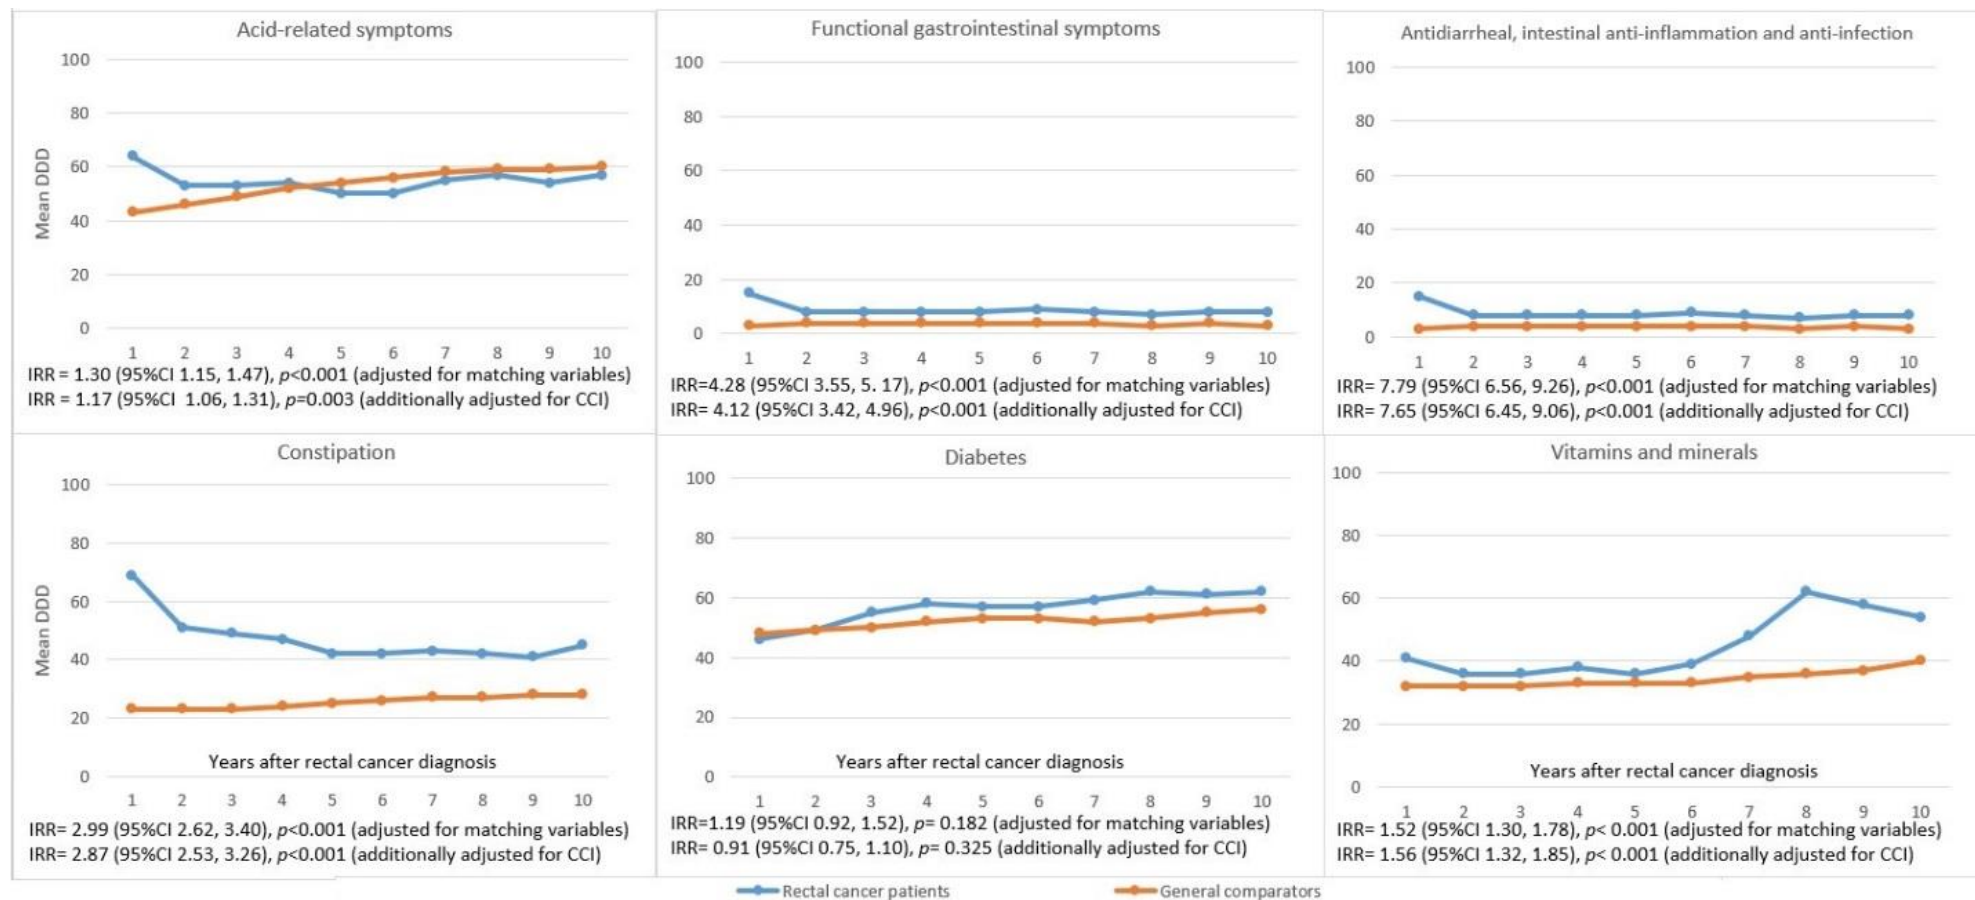 Acid-related symptoms
Mean DDD
100
80
60
40
20
0
1 2 3 4 5 6 7 8 9 10
IRR = 1.30 (95%CI 1.15, 1.47), p<0.001 (adjusted for matching variables)
IRR = 1.17 (95%CI 1.06, 1.31), p=0.003 (additionally adjusted for CCI)
Functional gastrointestinal symptoms
100
80
60
40
20
0
1 2 3 4 5 6 7 8 9 10
IRR=4.28 (95%CI 3.55, 5. 17), p<0.001 (adjusted for matching variables)
IRR= 4.12 (95%CI 3.42, 4.96), p<0.001 (additionally adjusted for CCI)
Antidiarrheal, intestinal anti-inflammation and anti-infection
100
80
60
40
20
0
1 2 3 4 5 6 7 8 9 10
IRR= 7.79 (95%CI 6.56, 9.26), p<0.001 (adjusted for matching variables)
IRR= 7.65 (95%CI 6.45, 9.06), p<0.001 (additionally adjusted for CCI)
Constipation
Mean DDD
100
80
60
40
20
0
Years after rectal cancer diagnosis
1 2 3 4 5 6 7 8 9 10
IRR= 2.99 (95%CI 2.62, 3.40), p<0.001 (adjusted for matching variables)
IRR= 2.87 (95%CI 2.53, 3.26), p<0.001 (additionally adjusted for CCI)
Diabetes
100
80
60
40
20
0
Years after rectal cancer diagnosis
1 2 3 4 5 6 7 8 9 10
IRR=1.19 (95%CI 0.92, 1.52), p= 0.182 (adjusted for matching variables)
IRR= 0.91 (95%CI 0.75, 1.10), p= 0.325 (additionally adjusted for CCI)
Vitamins and minerals
100
80
60
40
20
0
Years after rectal cancer diagnosis
1 2 3 4 5 6 7 8 9 10
IRR= 1.52 (95%CI 1.30, 1.78), p< 0.001 (adjusted for matching variables)
IRR= 1.56 (95%CI 1.32, 1.85), p< 0.001 (additionally adjusted for CCI)
Rectal cancer patients
General comparators